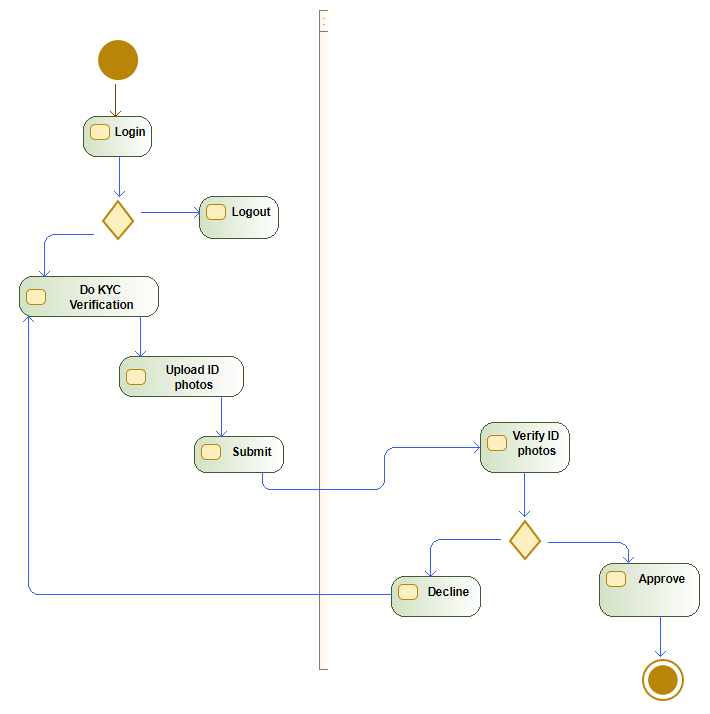 :
Login
Logout
Do KYC
Verification
Upload ID
photos
Submit
Verify ID
photos
Decline
Approve